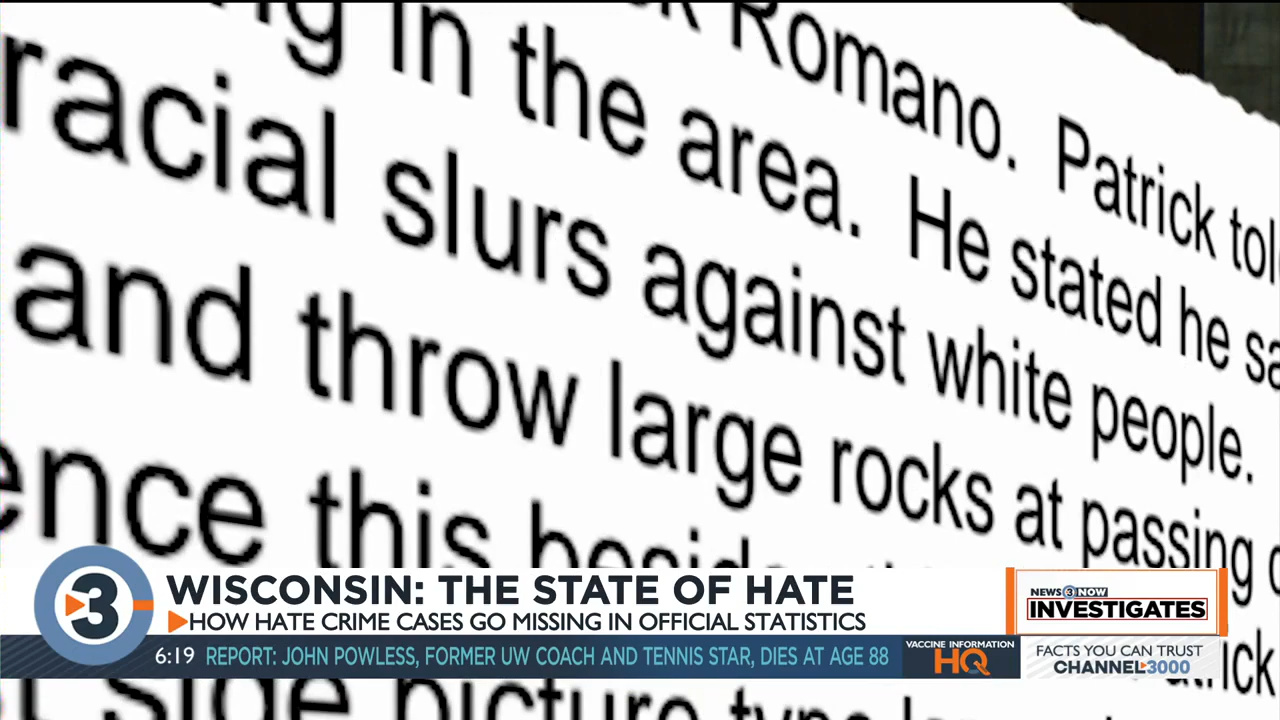 in the area. He stated he
Romano. Patrick
racial slurs against white people.
and throw large rocks at passing
this
picture type
3
WISCONSIN: THE STATE OF HATE
HOW HATE CRIME CASES GO MISSING IN OFFICIAL STATISTICS
NEWS 3 NOW
INVESTIGATES
6:19 REPORT: JOHN POWLESS, FORMER UW COACH AND TENNIS STAR, DIES AT AGE 88
VACCINE INFORMATION
HQ
FACTS YOU CAN TRUST
CHANNEL3000